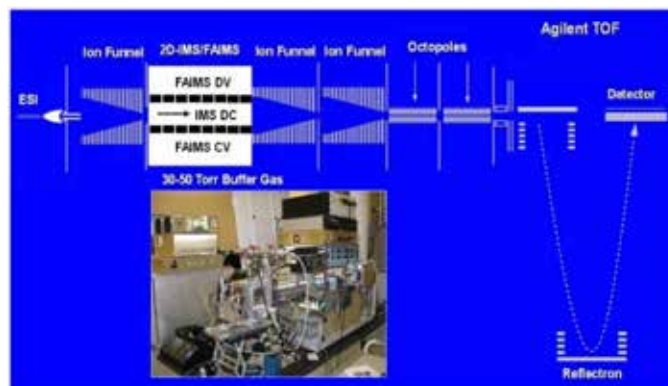 Agilent TOF
Ion Funnel 2D-IMS/FAIMS Ion Funnel Ion Funnel Octopoles
ESI
FAIMS DV
IMS DC
FAIMS CV
Detector
30-50 Torr Buffer Gas
Reflectron